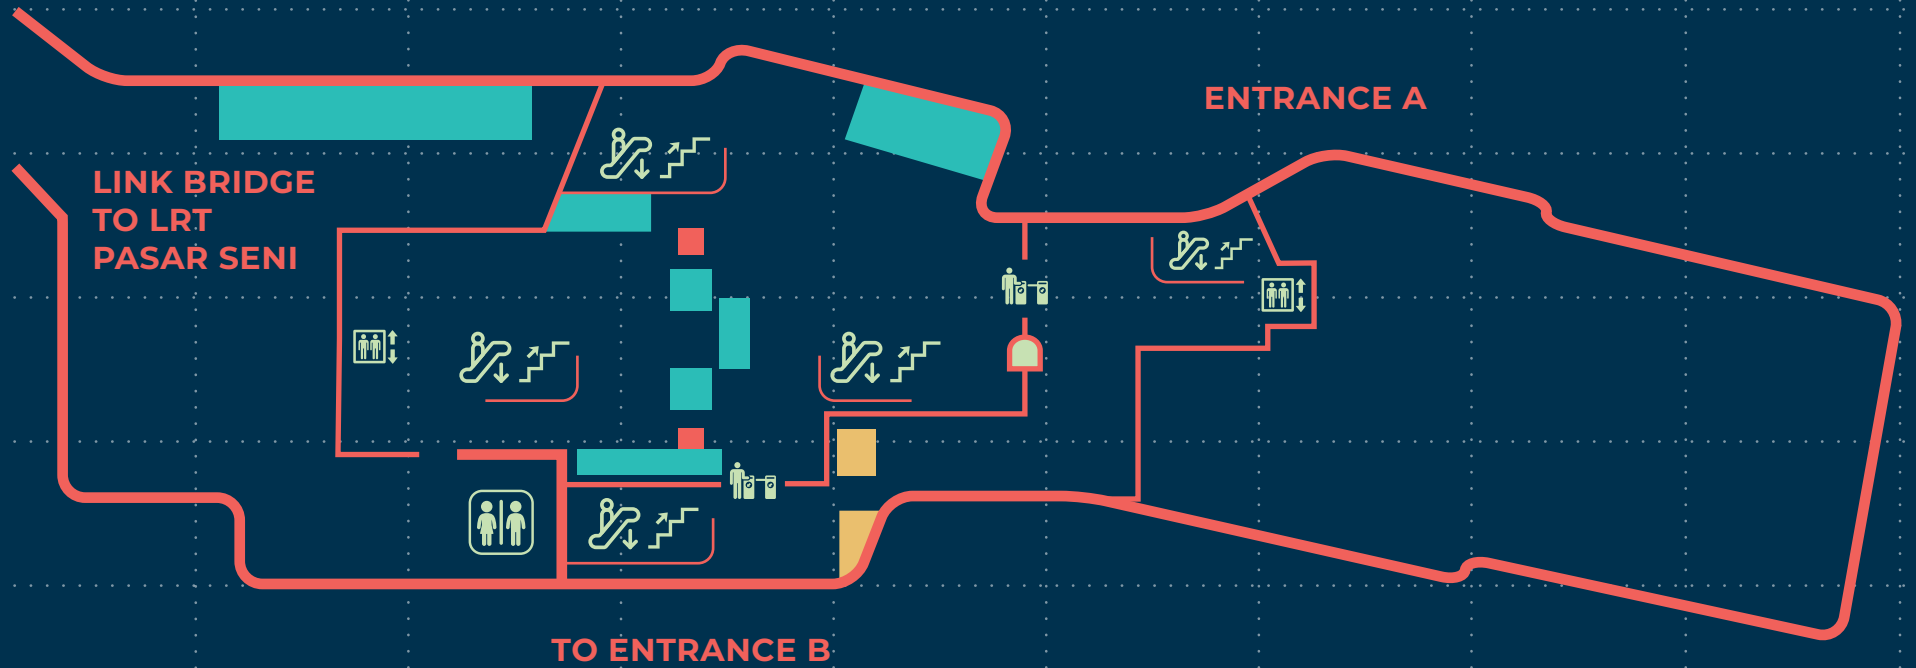 ENTRANCE A
LINK BRIDGE
TO LRT
PASAR SENI
TO ENTRANCE B